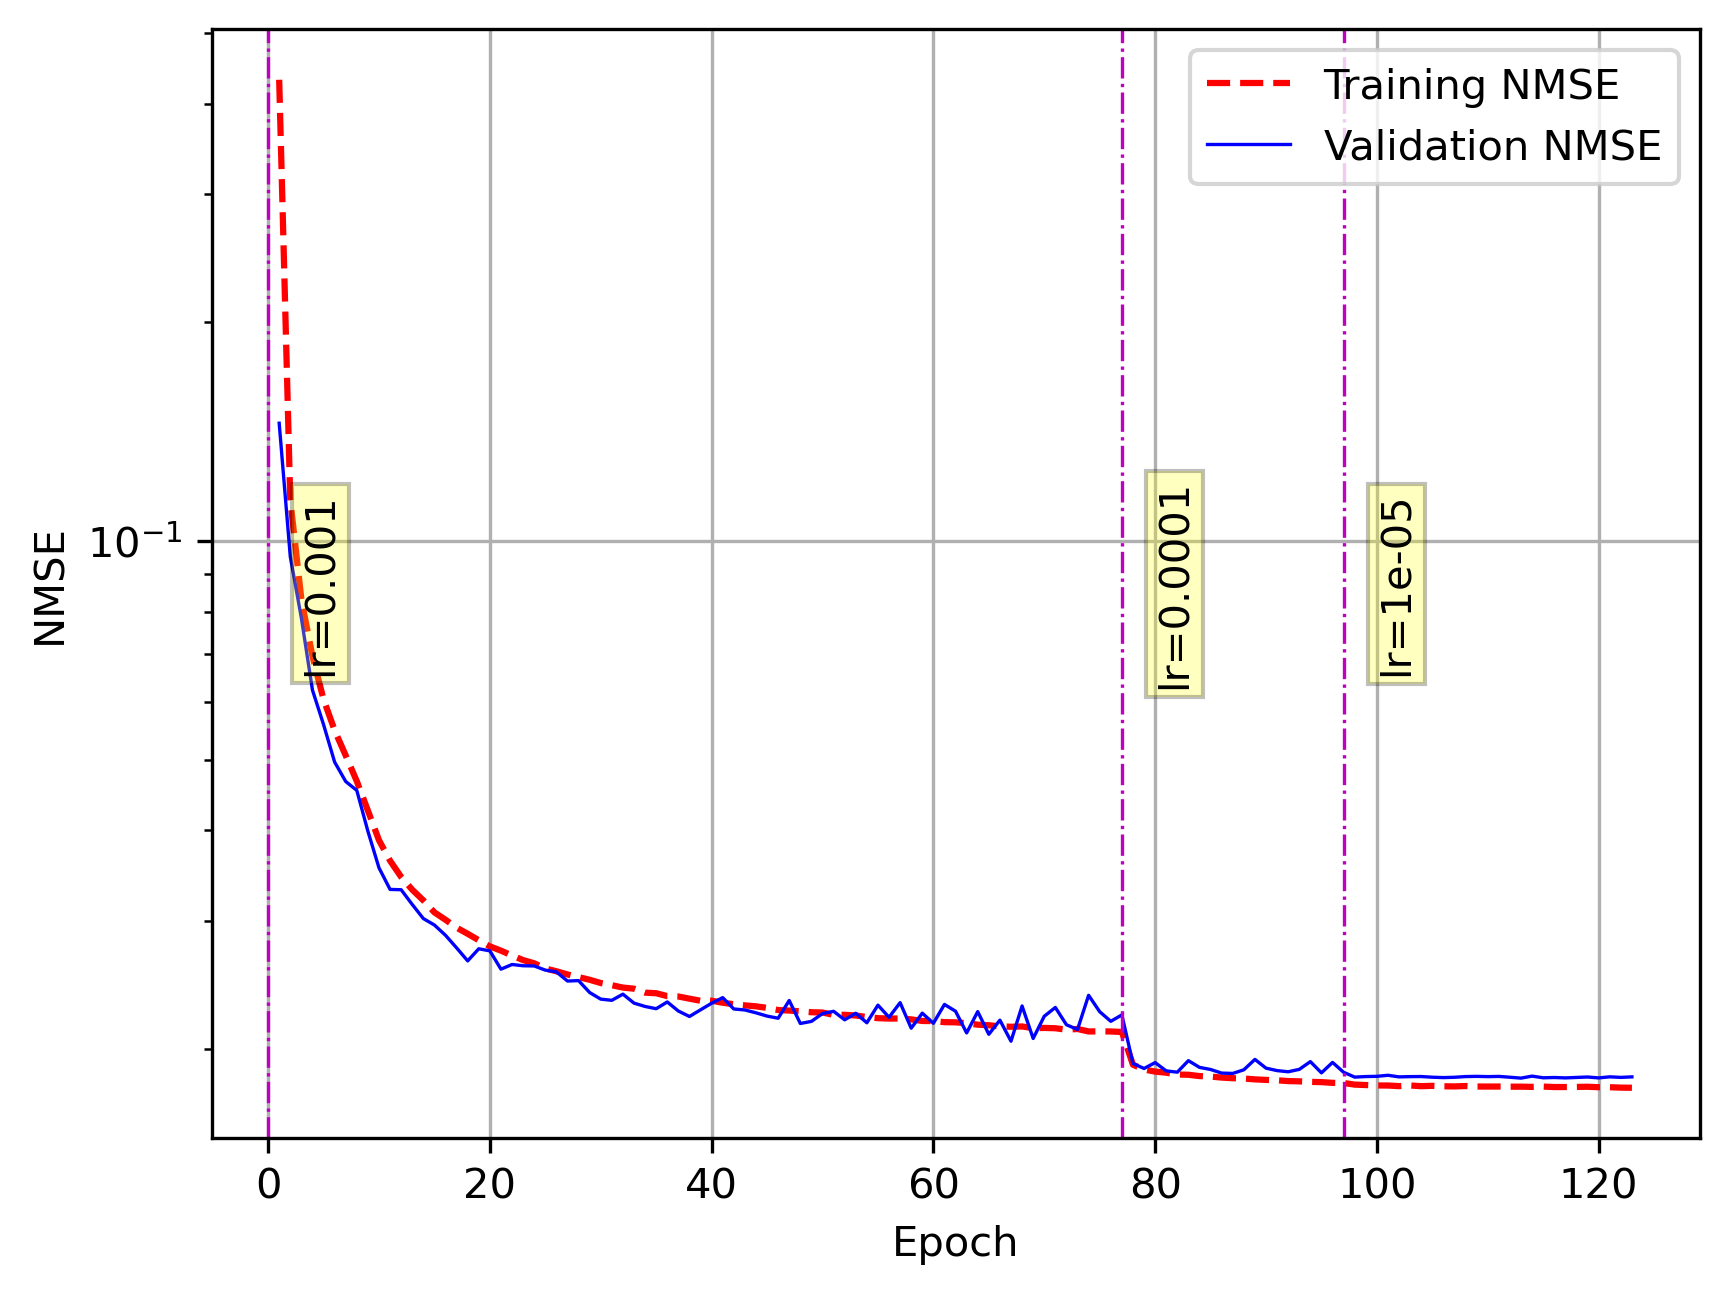 Training NMSE
Validation NMSE
NMSE
10⁻¹
lr=0.001
lr=0.0001
lr=1e-05
0 20 40 60 80 100 120
Epoch